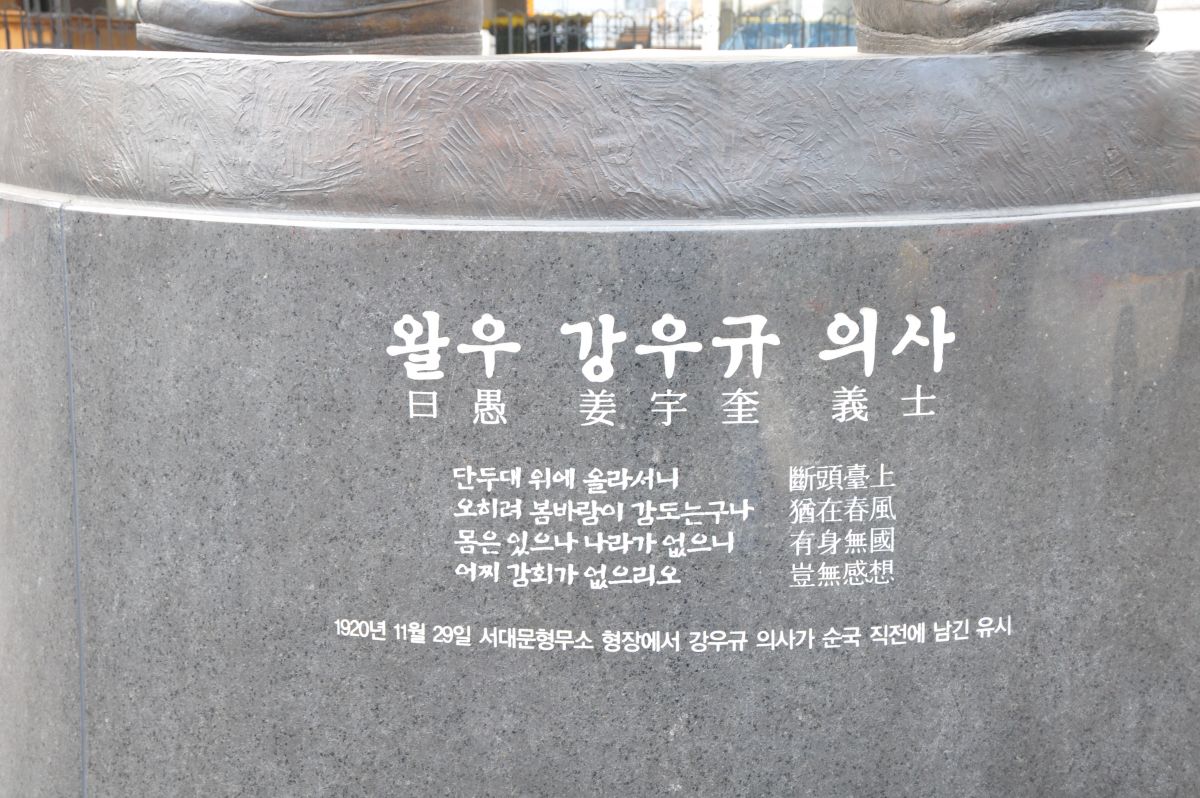 왈우 강우규 의사
曰愚 姜宇奎 義士
단두대 위에 올라서니
오히려 봄바람이 감도는구나
몸은 있으나 나라가 없으니
어찌 감회가 없으리오
斷頭臺上
猶在春風
有身無國
豈無感想
1920년 11월 29일 서대문형무소 형장에서 강우규 의사가 순국 직전에 남긴 유시